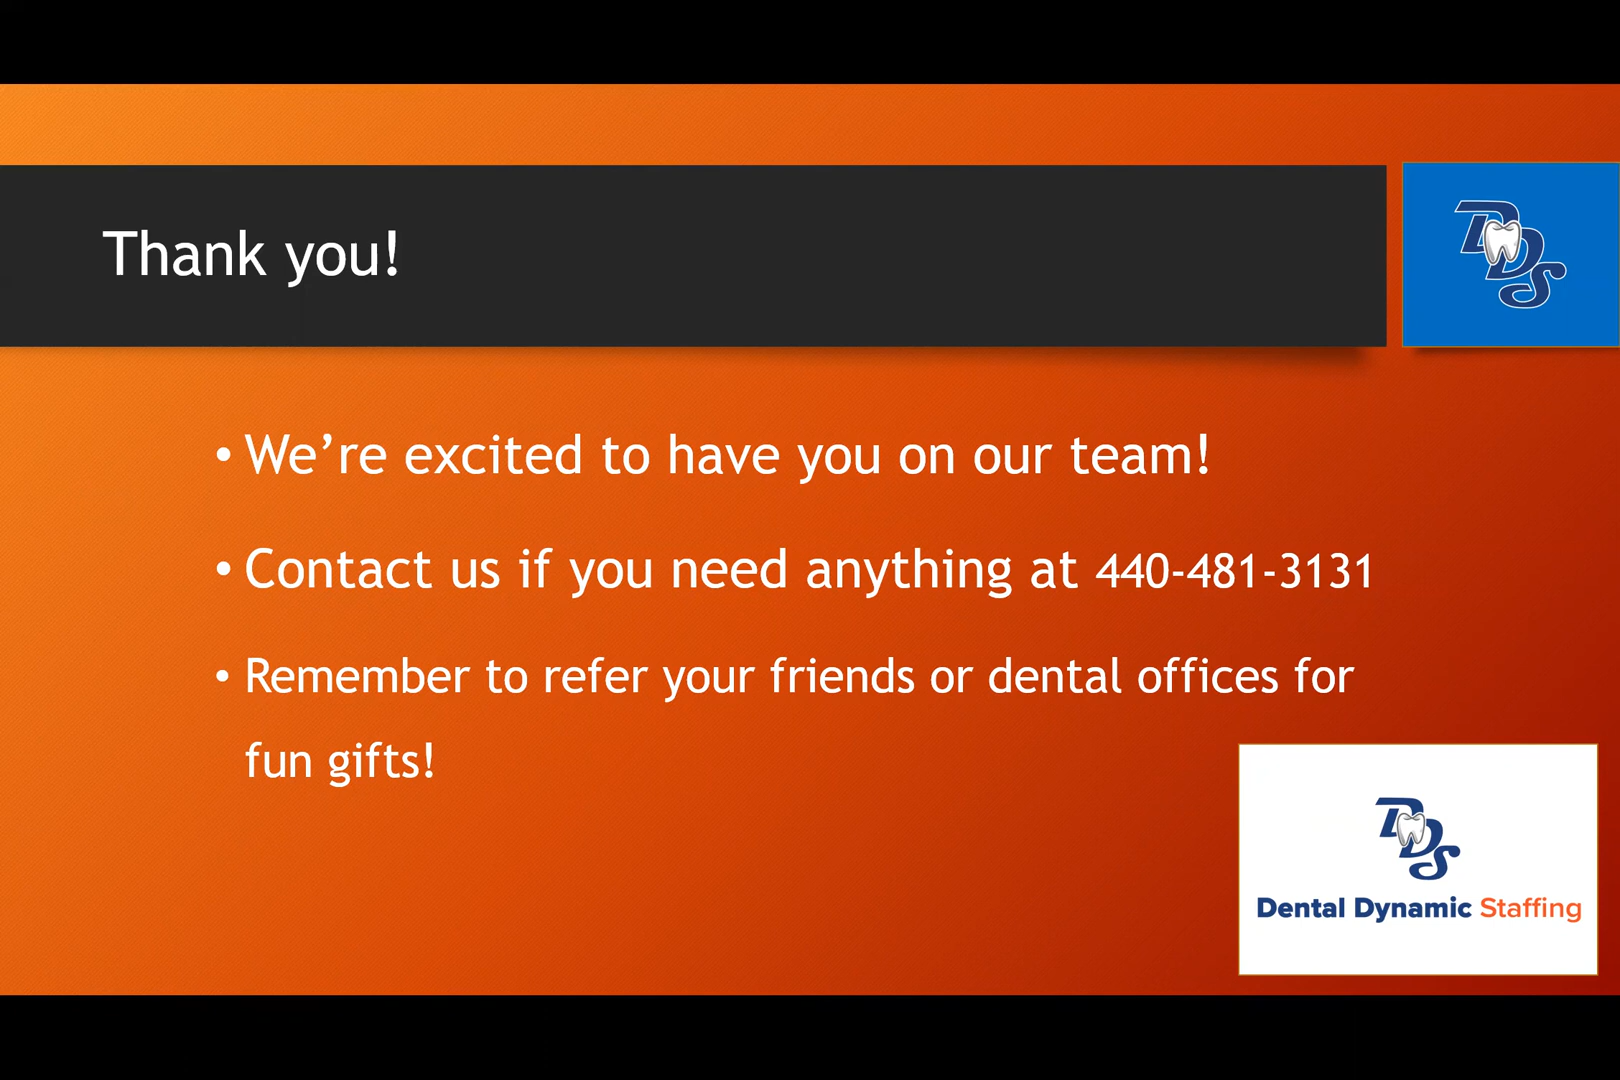 Thank you!
DDS
• We’re excited to have you on our team!
• Contact us if you need anything at 440-481-3131
• Remember to refer your friends or dental offices for
fun gifts!
DDS
Dental Dynamic Staffing